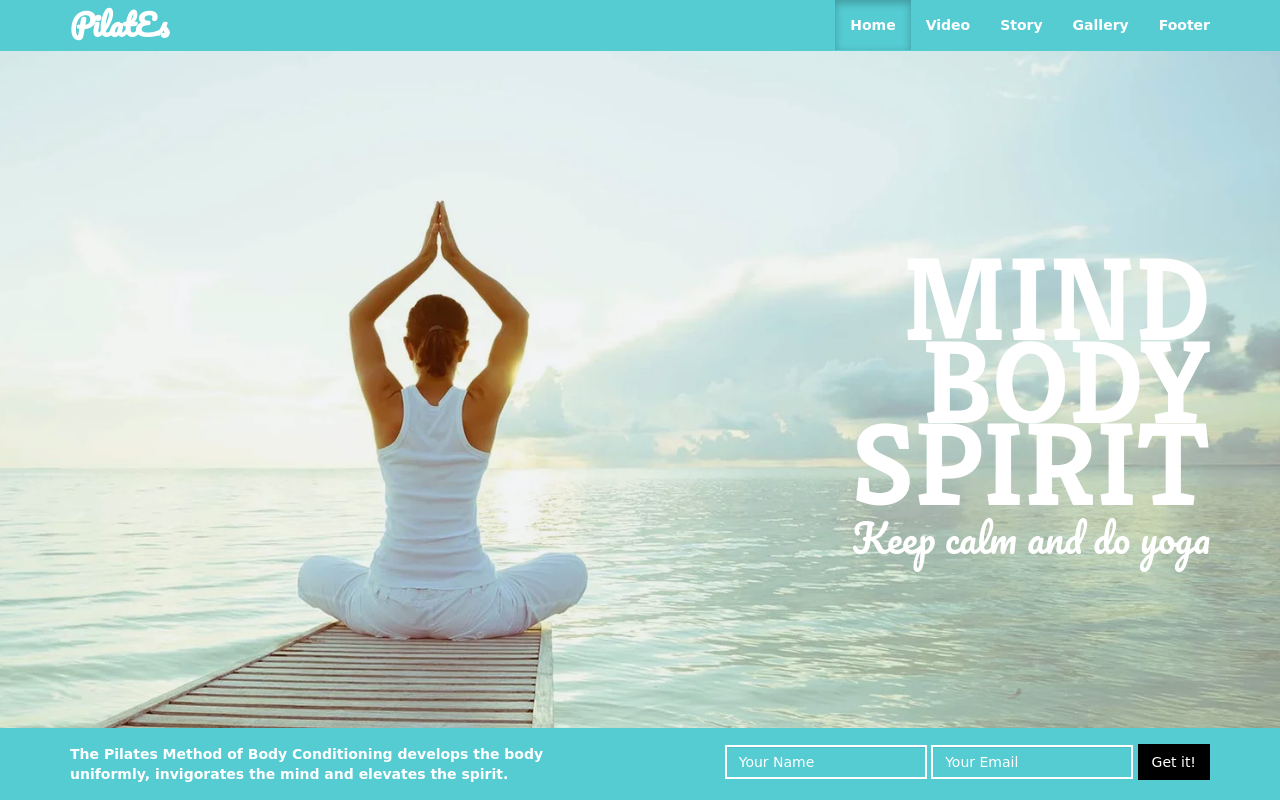 PilatEs
Home Video Story Gallery Footer
MIND
BODY
SPIRIT
Keep calm and do yoga
The Pilates Method of Body Conditioning develops the body
uniformly, invigorates the mind and elevates the spirit.
Your Name Your Email Get it!